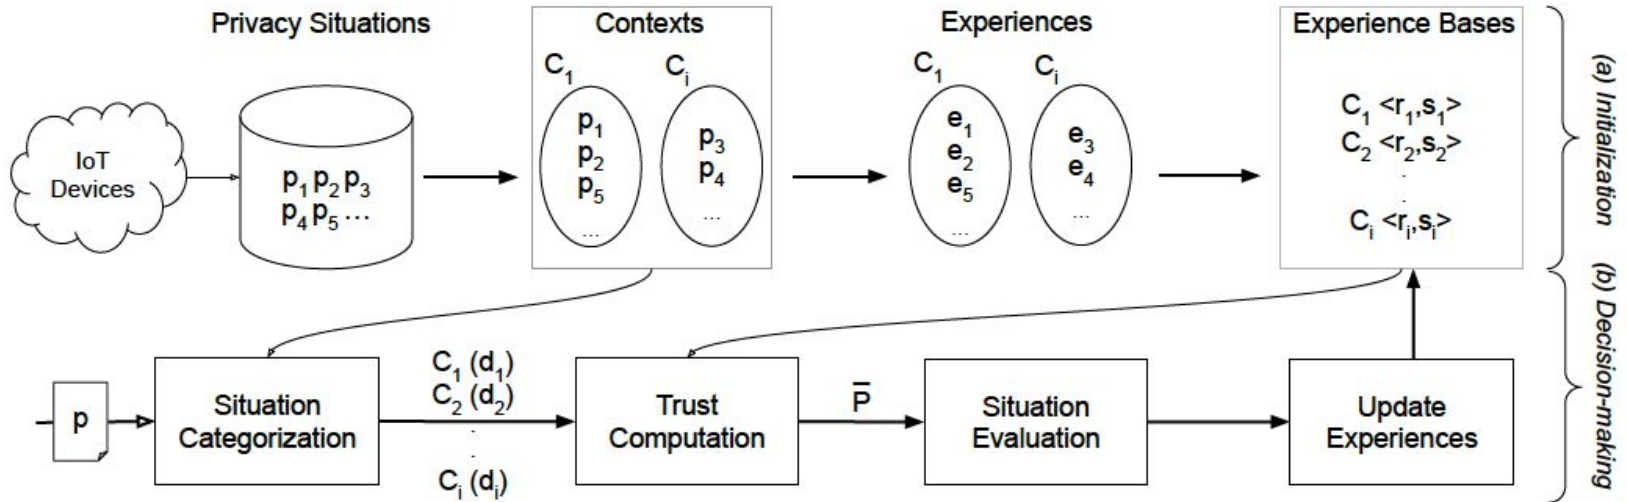 Privacy Situations
Contexts
Experiences
Experience Bases
IoT
Devices
p1 p2 p3
p4 p5 ...
C1
p1
p2
p5
...
Ci
p3
p4
...
C1
e1
e2
e5
...
Ci
e3
e4
...
C1 <r1,s1>
C2 <r2,s2>
.
.
Ci <ri,si>
(a) Initialization
p
Situation
Categorization
C1 (d1)
C2 (d2)
.
.
Ci (di)
Trust
Computation
P̅
Situation
Evaluation
Update
Experiences
(b) Decision-making